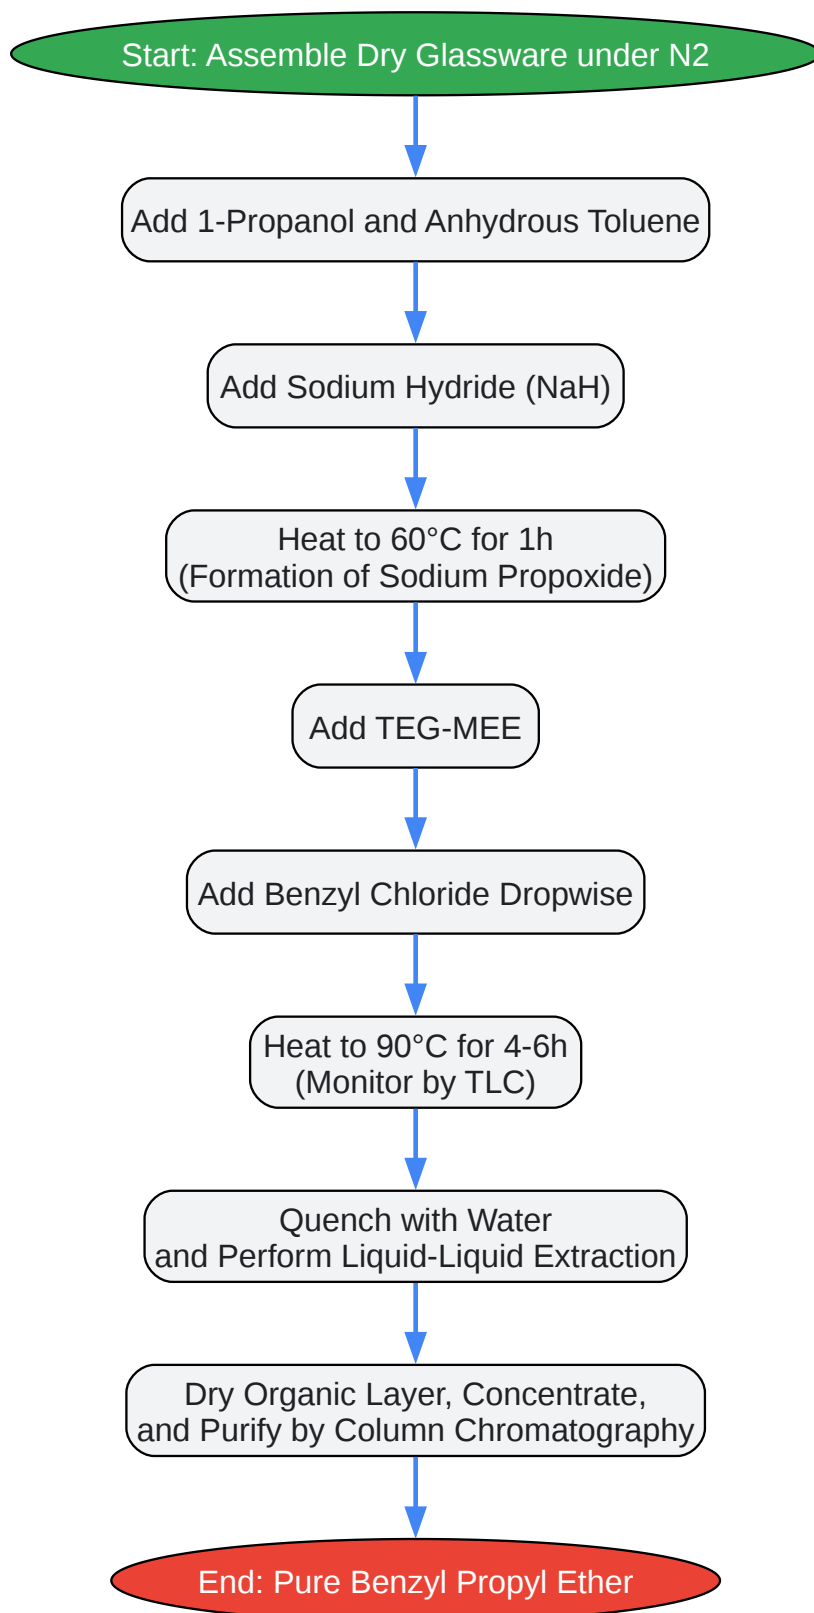 Start: Assemble Dry Glassware under N2
Add 1-Propanol and Anhydrous Toluene
Add Sodium Hydride (NaH)
Heat to 60°C for 1h
(Formation of Sodium Propoxide)
Add TEG-MEE
Add Benzyl Chloride Dropwise
Heat to 90°C for 4-6h
(Monitor by TLC)
Quench with Water
and Perform Liquid-Liquid Extraction
Dry Organic Layer, Concentrate,
and Purify by Column Chromatography
End: Pure Benzyl Propyl Ether